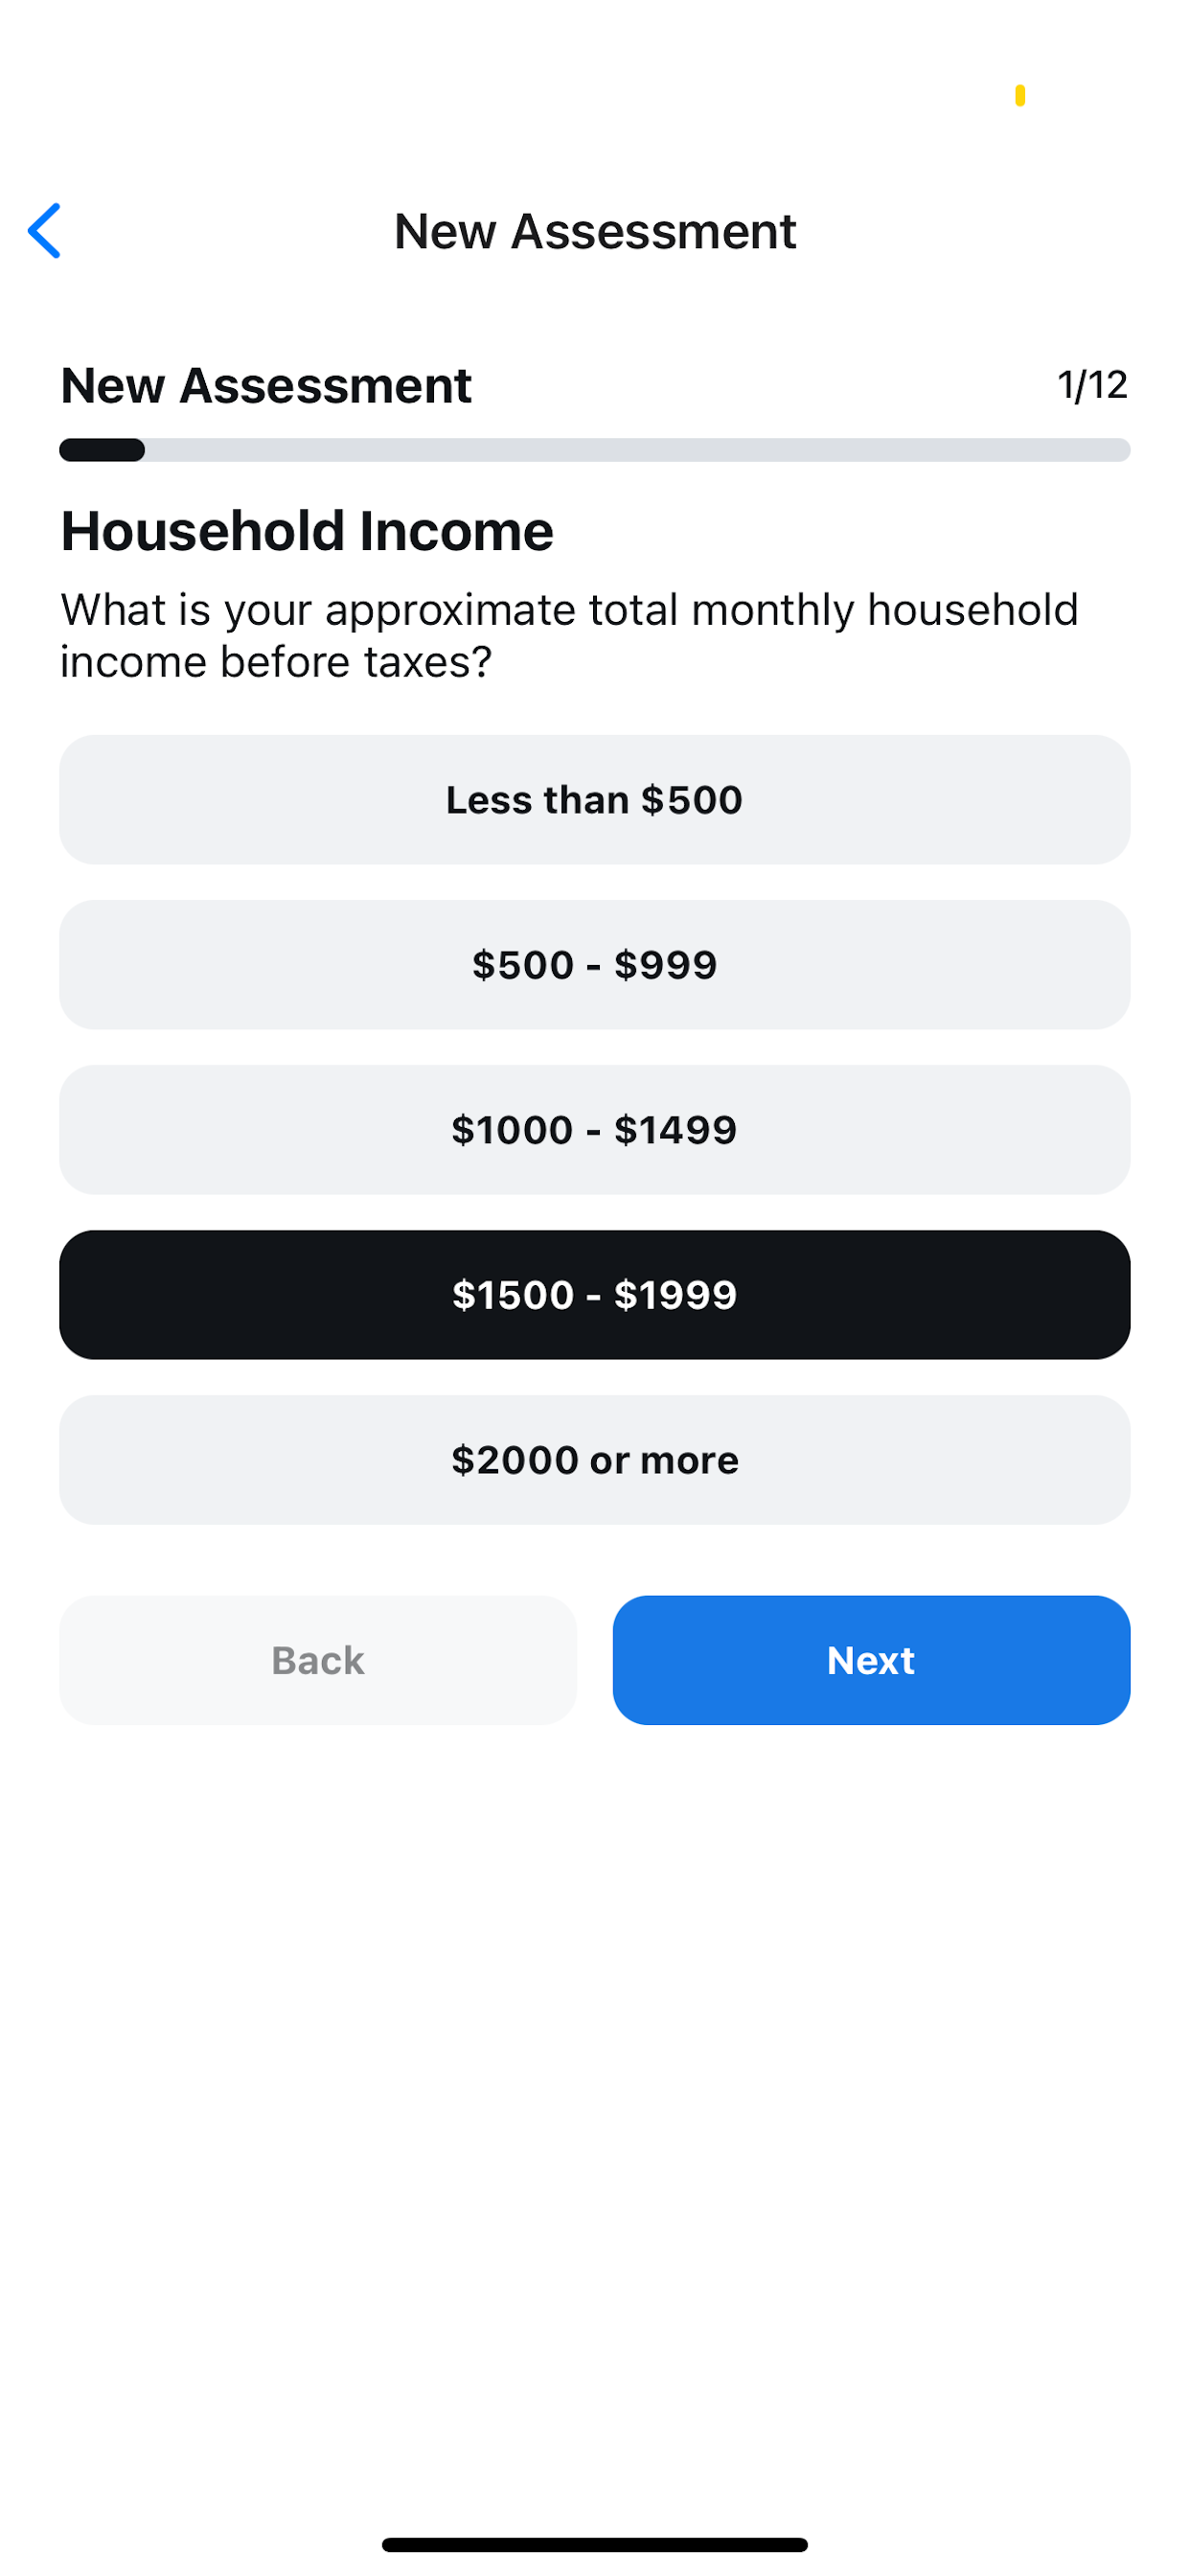 New Assessment
New Assessment
1/12
Household Income
What is your approximate total monthly household
income before taxes?
Less than $500
$500 - $999
$1000 - $1499
$1500 - $1999
$2000 or more
Back
Next